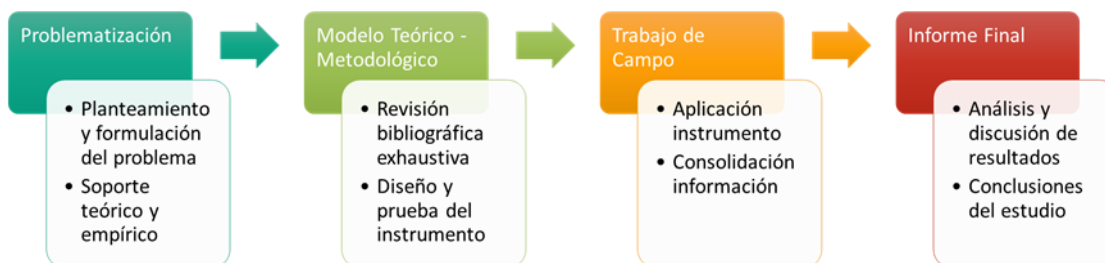 Problematización
• Planteamiento
y formulación
del problema
• Soporte
teórico y
empírico
Modelo Teórico -
Metodológico
• Revisión
bibliográfica
exhaustiva
• Diseño y
prueba del
instrumento
Trabajo de
Campo
• Aplicación
instrumento
• Consolidación
información
Informe Final
• Análisis y
discusión de
resultados
• Conclusiones
del estudio